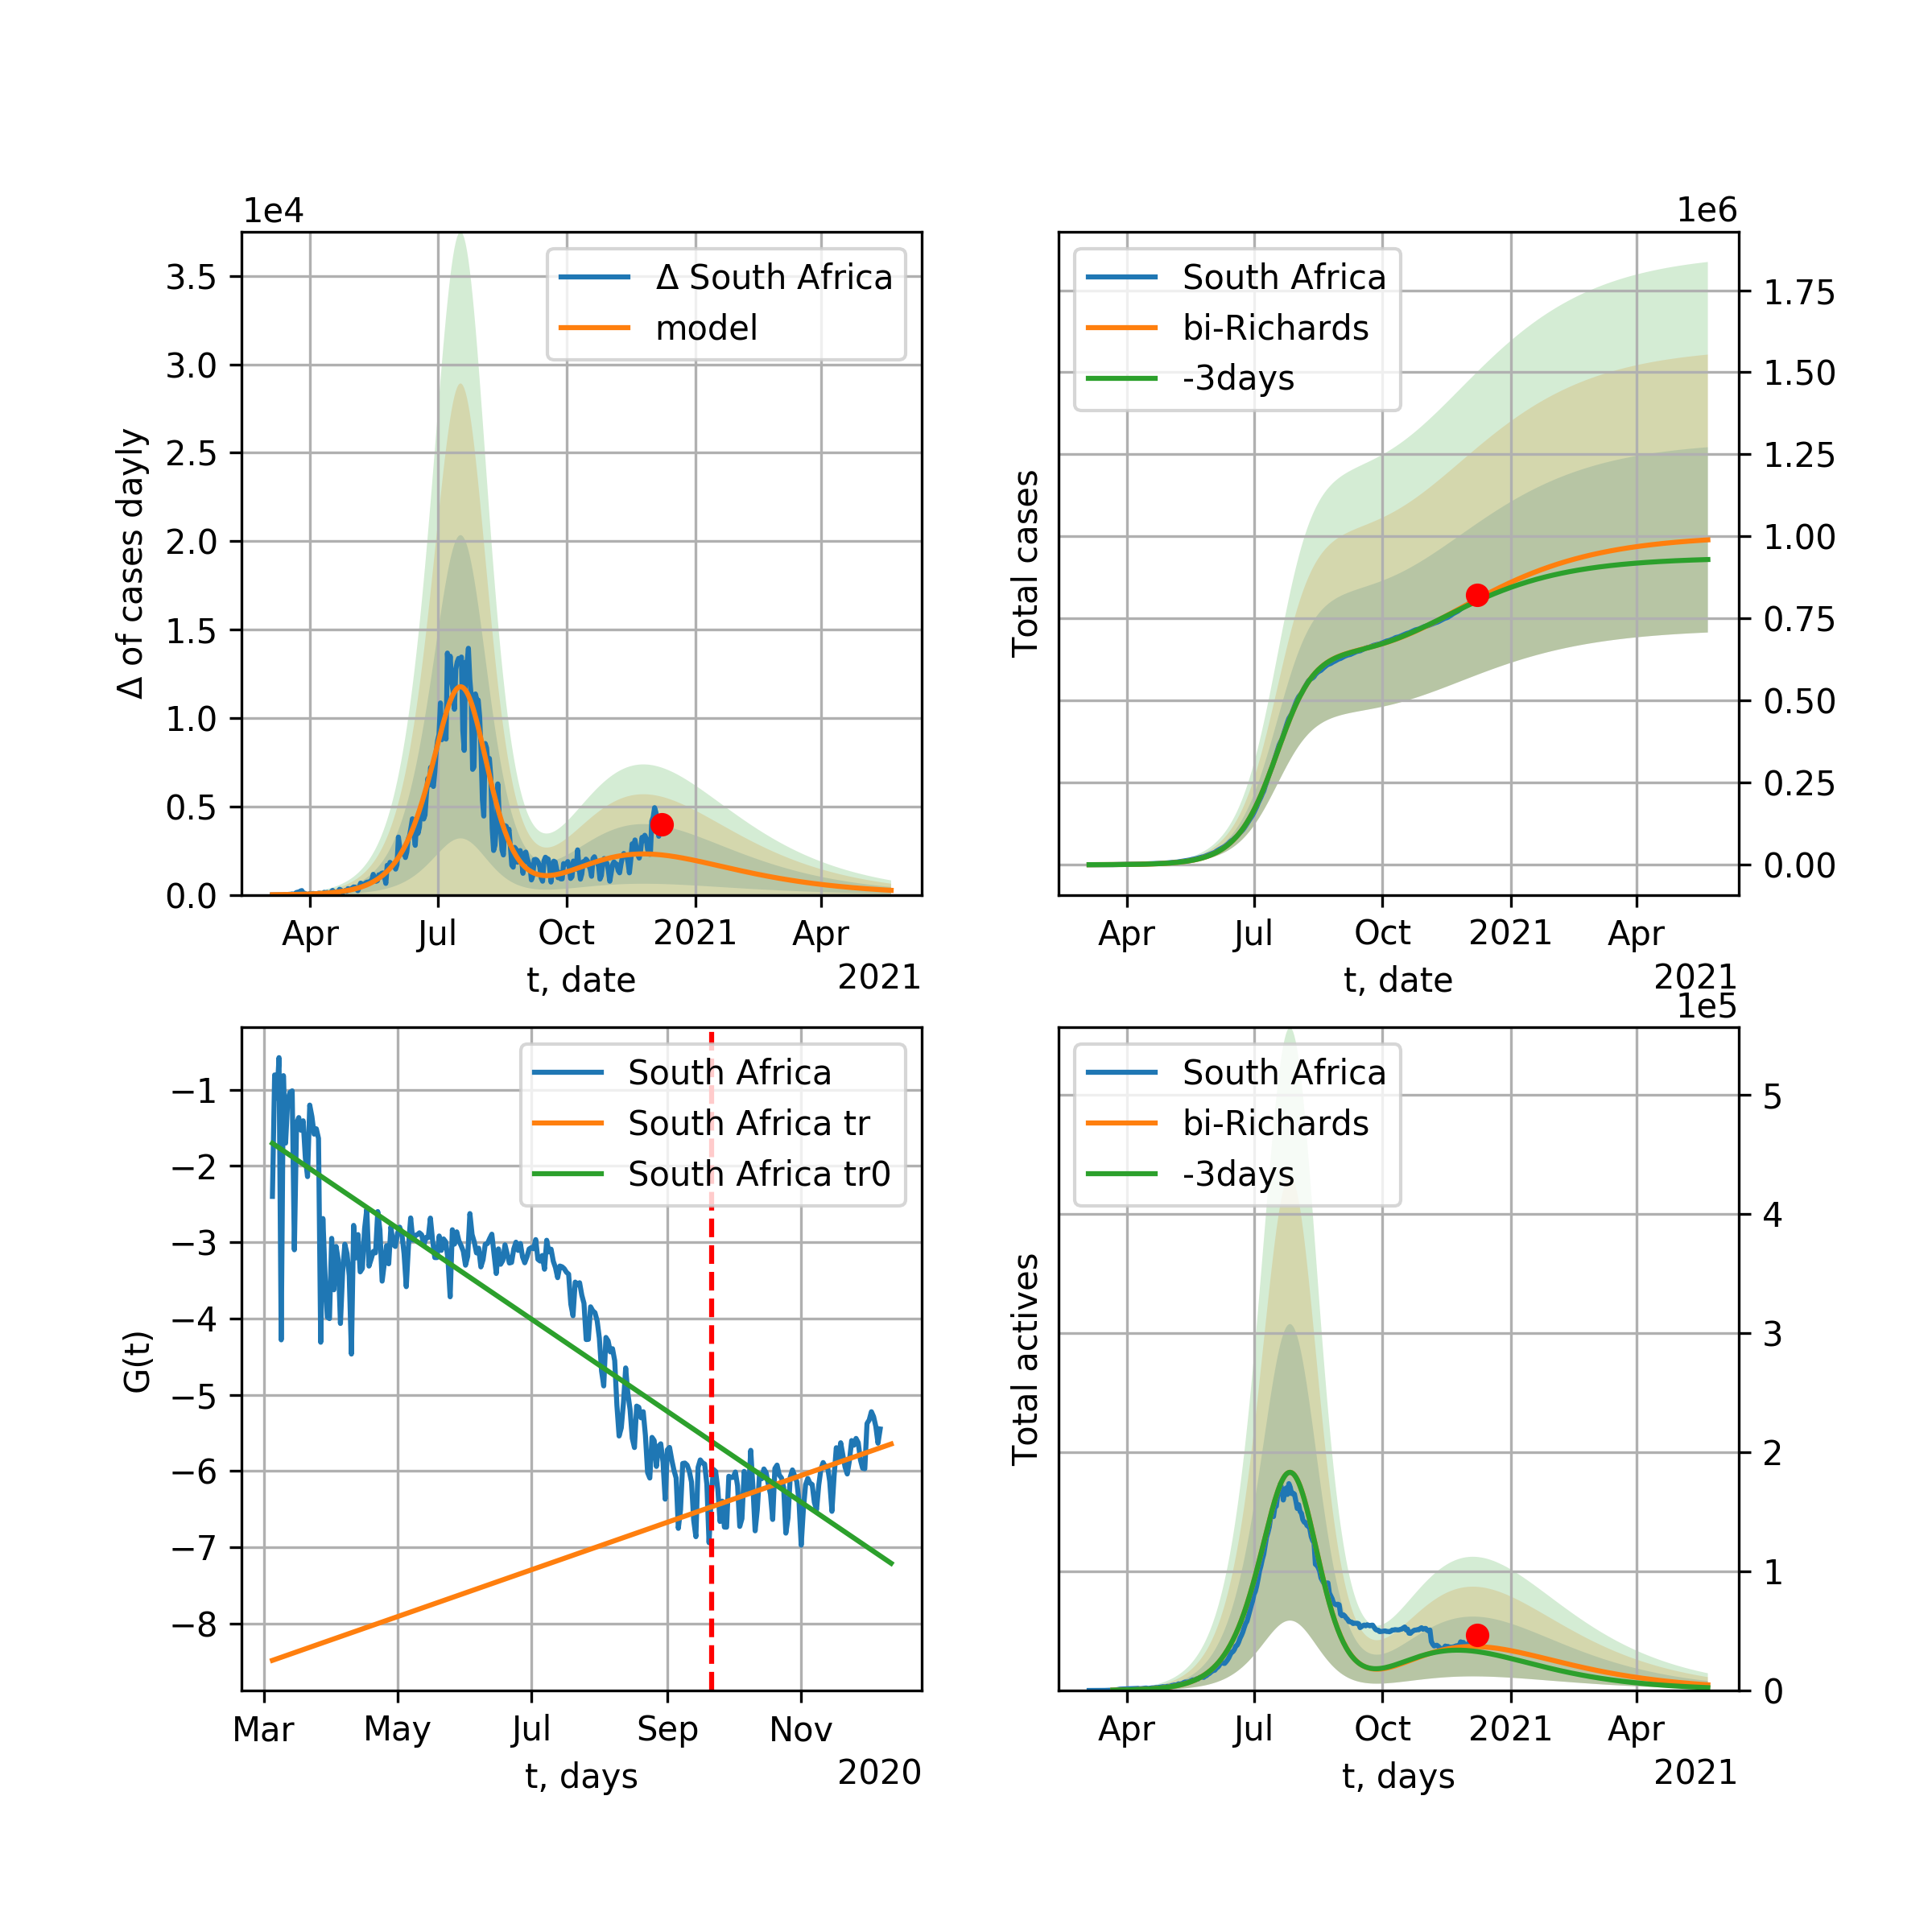 1e4
3.5
3.0
2.5
2.0
1.5
1.0
0.5
0.0
Δ of cases dayly
Δ South Africa
model
Apr
Jul
Oct
2021
Apr
t, date
2021
1e6
South Africa
bi-Richards
-3days
Total cases
1.75
1.50
1.25
1.00
0.75
0.50
0.25
0.00
Apr
Jul
Oct
2021
Apr
t, date
2021
−1
−2
−3
−4
−5
−6
−7
−8
G(t)
South Africa
South Africa tr
South Africa tr0
Mar
May
Jul
Sep
Nov
t, days
2020
1e5
South Africa
bi-Richards
-3days
Total actives
5
4
3
2
1
0
Apr
Jul
Oct
2021
Apr
t, days
2021